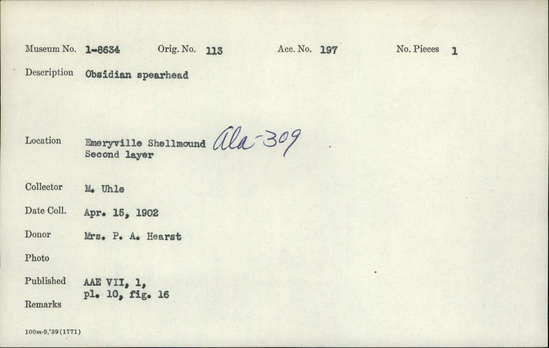 Museum No. 1-8634 Orig. No. 113 Acc. No. 197 No. Pieces 1
Description Obsidian spearhead
Location Emeryville Shellmound Ala-309
Second layer
Collector M. Uhle
Date Coll. Apr. 15, 1902
Donor Mrs. P. A. Hearst
Photo
Published AAE VII, 1,
pl. 10, fig. 16
Remarks
100m-9,'39(1771)